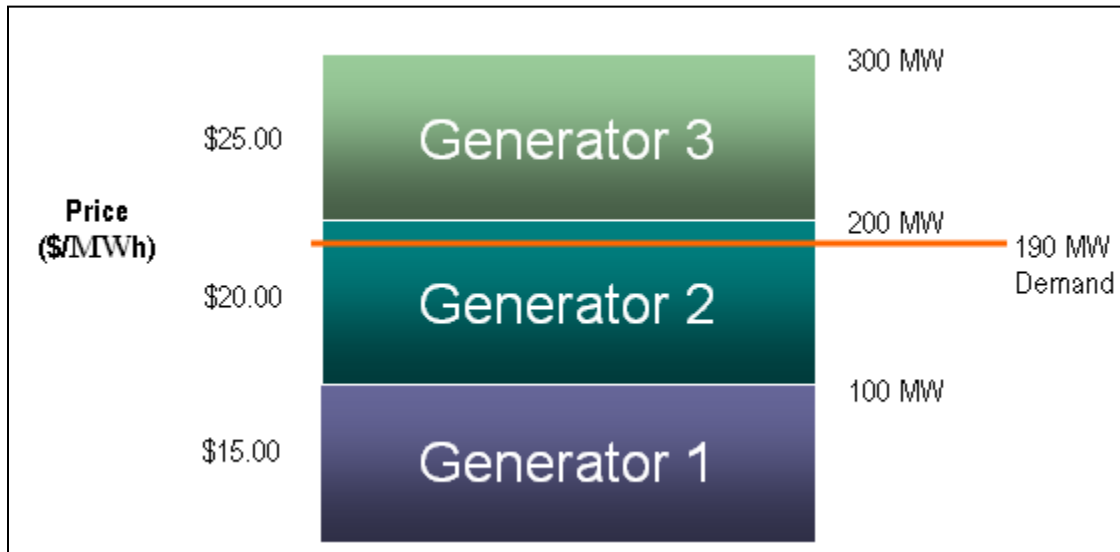 300 MW
$25.00
Generator 3
Price
($/MWh)
200 MW
190 MW
Demand
$20.00
Generator 2
100 MW
$15.00
Generator 1